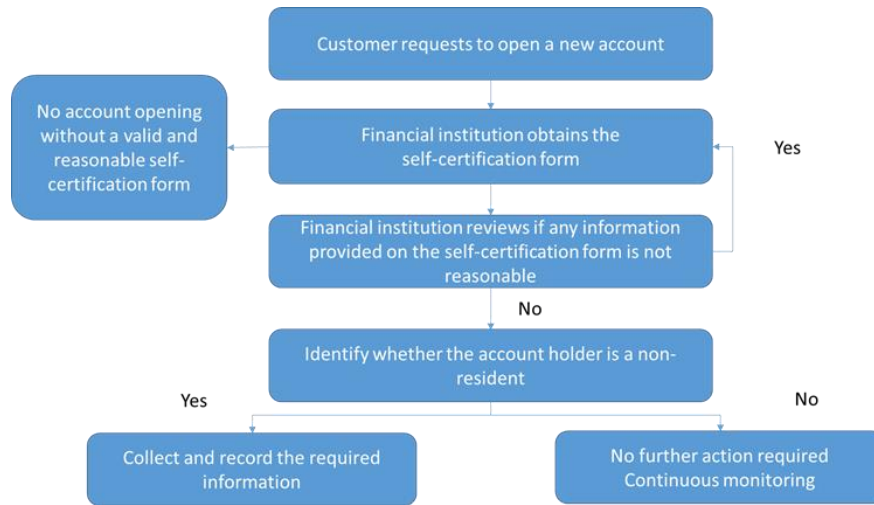 Customer requests to open a new account
No account opening
without a valid and
reasonable self-
certification form
Financial institution obtains the
self-certification form
Yes
Financial institution reviews if any information
provided on the self-certification form is not
reasonable
No
Identify whether the account holder is a non-
resident
Yes
No
Collect and record the required
information
No further action required
Continuous monitoring